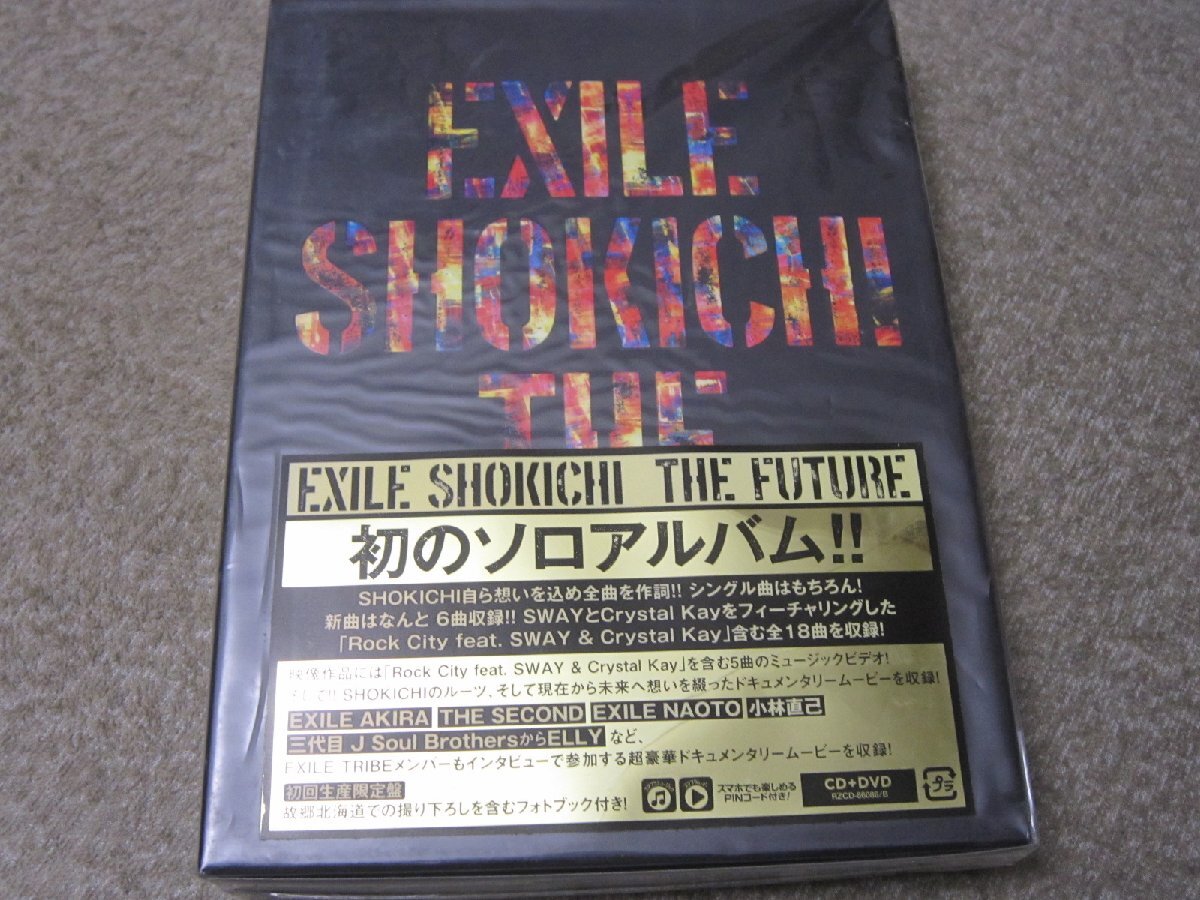 EXILE
SHOKICHI
THE
EXILE SHOKICHI THE FUTURE
初のソロアルバム!!
SHOKICHI自ら想いを込め全曲を作詞!! シングル曲はもちろん!
新曲はなんと 6曲収録!! SWAYとCrystal Kayをフィーチャリングした
「Rock City feat. SWAY & Crystal Kay」含む全18曲を収録!
映像作品には「Rock City feat. SWAY & Crystal Kay」を含む5曲のミュージックビデオ!
そして!! SHOKICHIのルーツ、そして現在から未来へ想いを綴ったドキュメンタリームービーを収録!
EXILE AKIRA THE SECOND EXILE NAOTO 小林直己
三代目 J Soul BrothersからELLY など、
EXILE TRIBEメンバーもインタビューで参加する超豪華ドキュメンタリームービーを収録!
初回生産限定盤
故郷北海道での撮り下ろしを含むフォトブック付き!
スマホでも楽しめる
PINコード付き!
CD+DVD
プラ